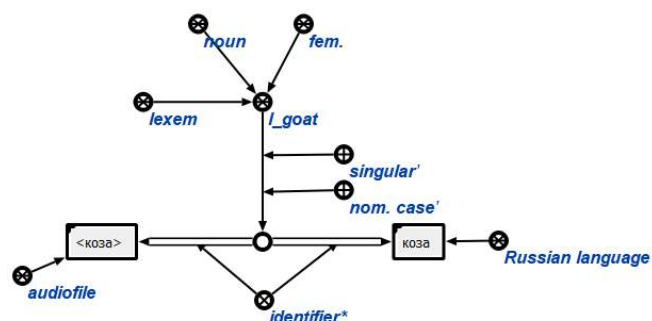 noun
fem.
lexem
l_goat
singular'
nom. case'
<коза>
коза
Russian language
audiofile
identifier*